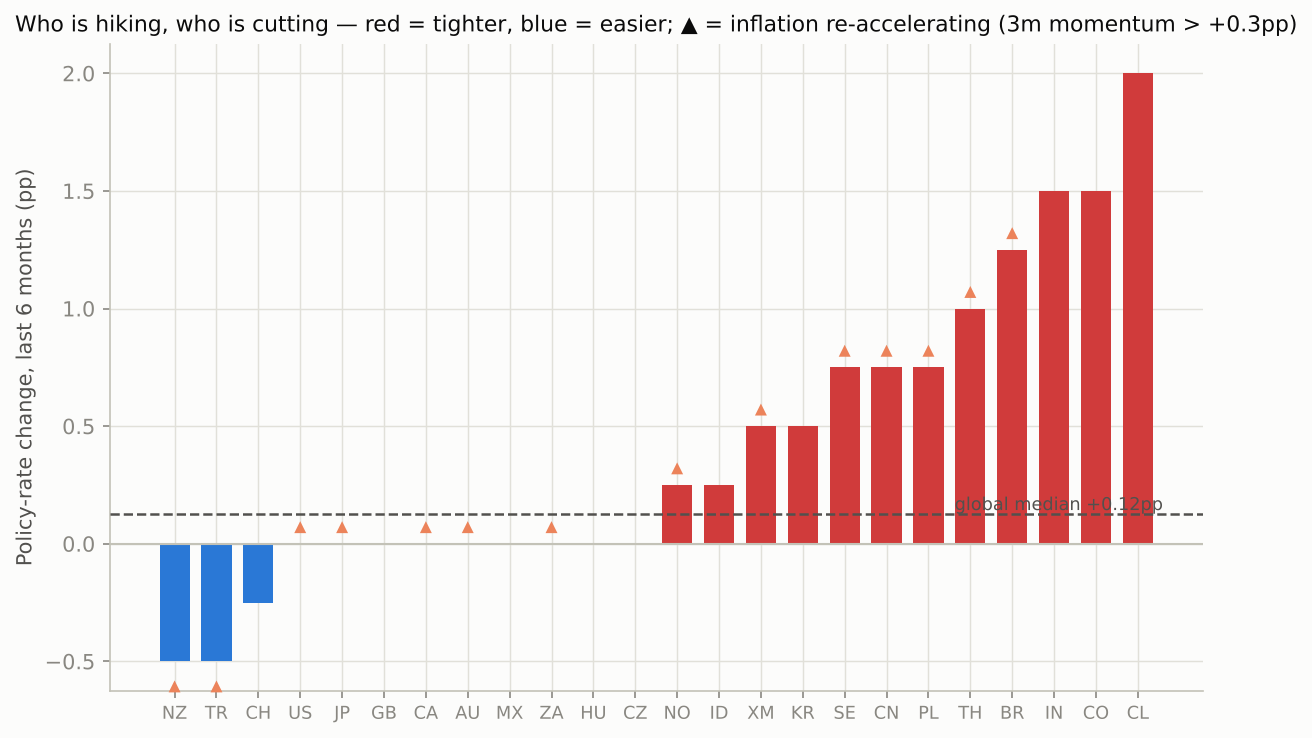 Who is hiking, who is cutting — red = tighter, blue = easier; ▲ = inflation re-accelerating (3m momentum > +0.3pp)
Policy-rate change, last 6 months (pp)
2.0
1.5
1.0
0.5
0.0
−0.5
global median +0.12pp
NZ TR CH US JP GB CA AU MX ZA HU CZ NO ID XM KR SE CN PL TH BR IN CO CL